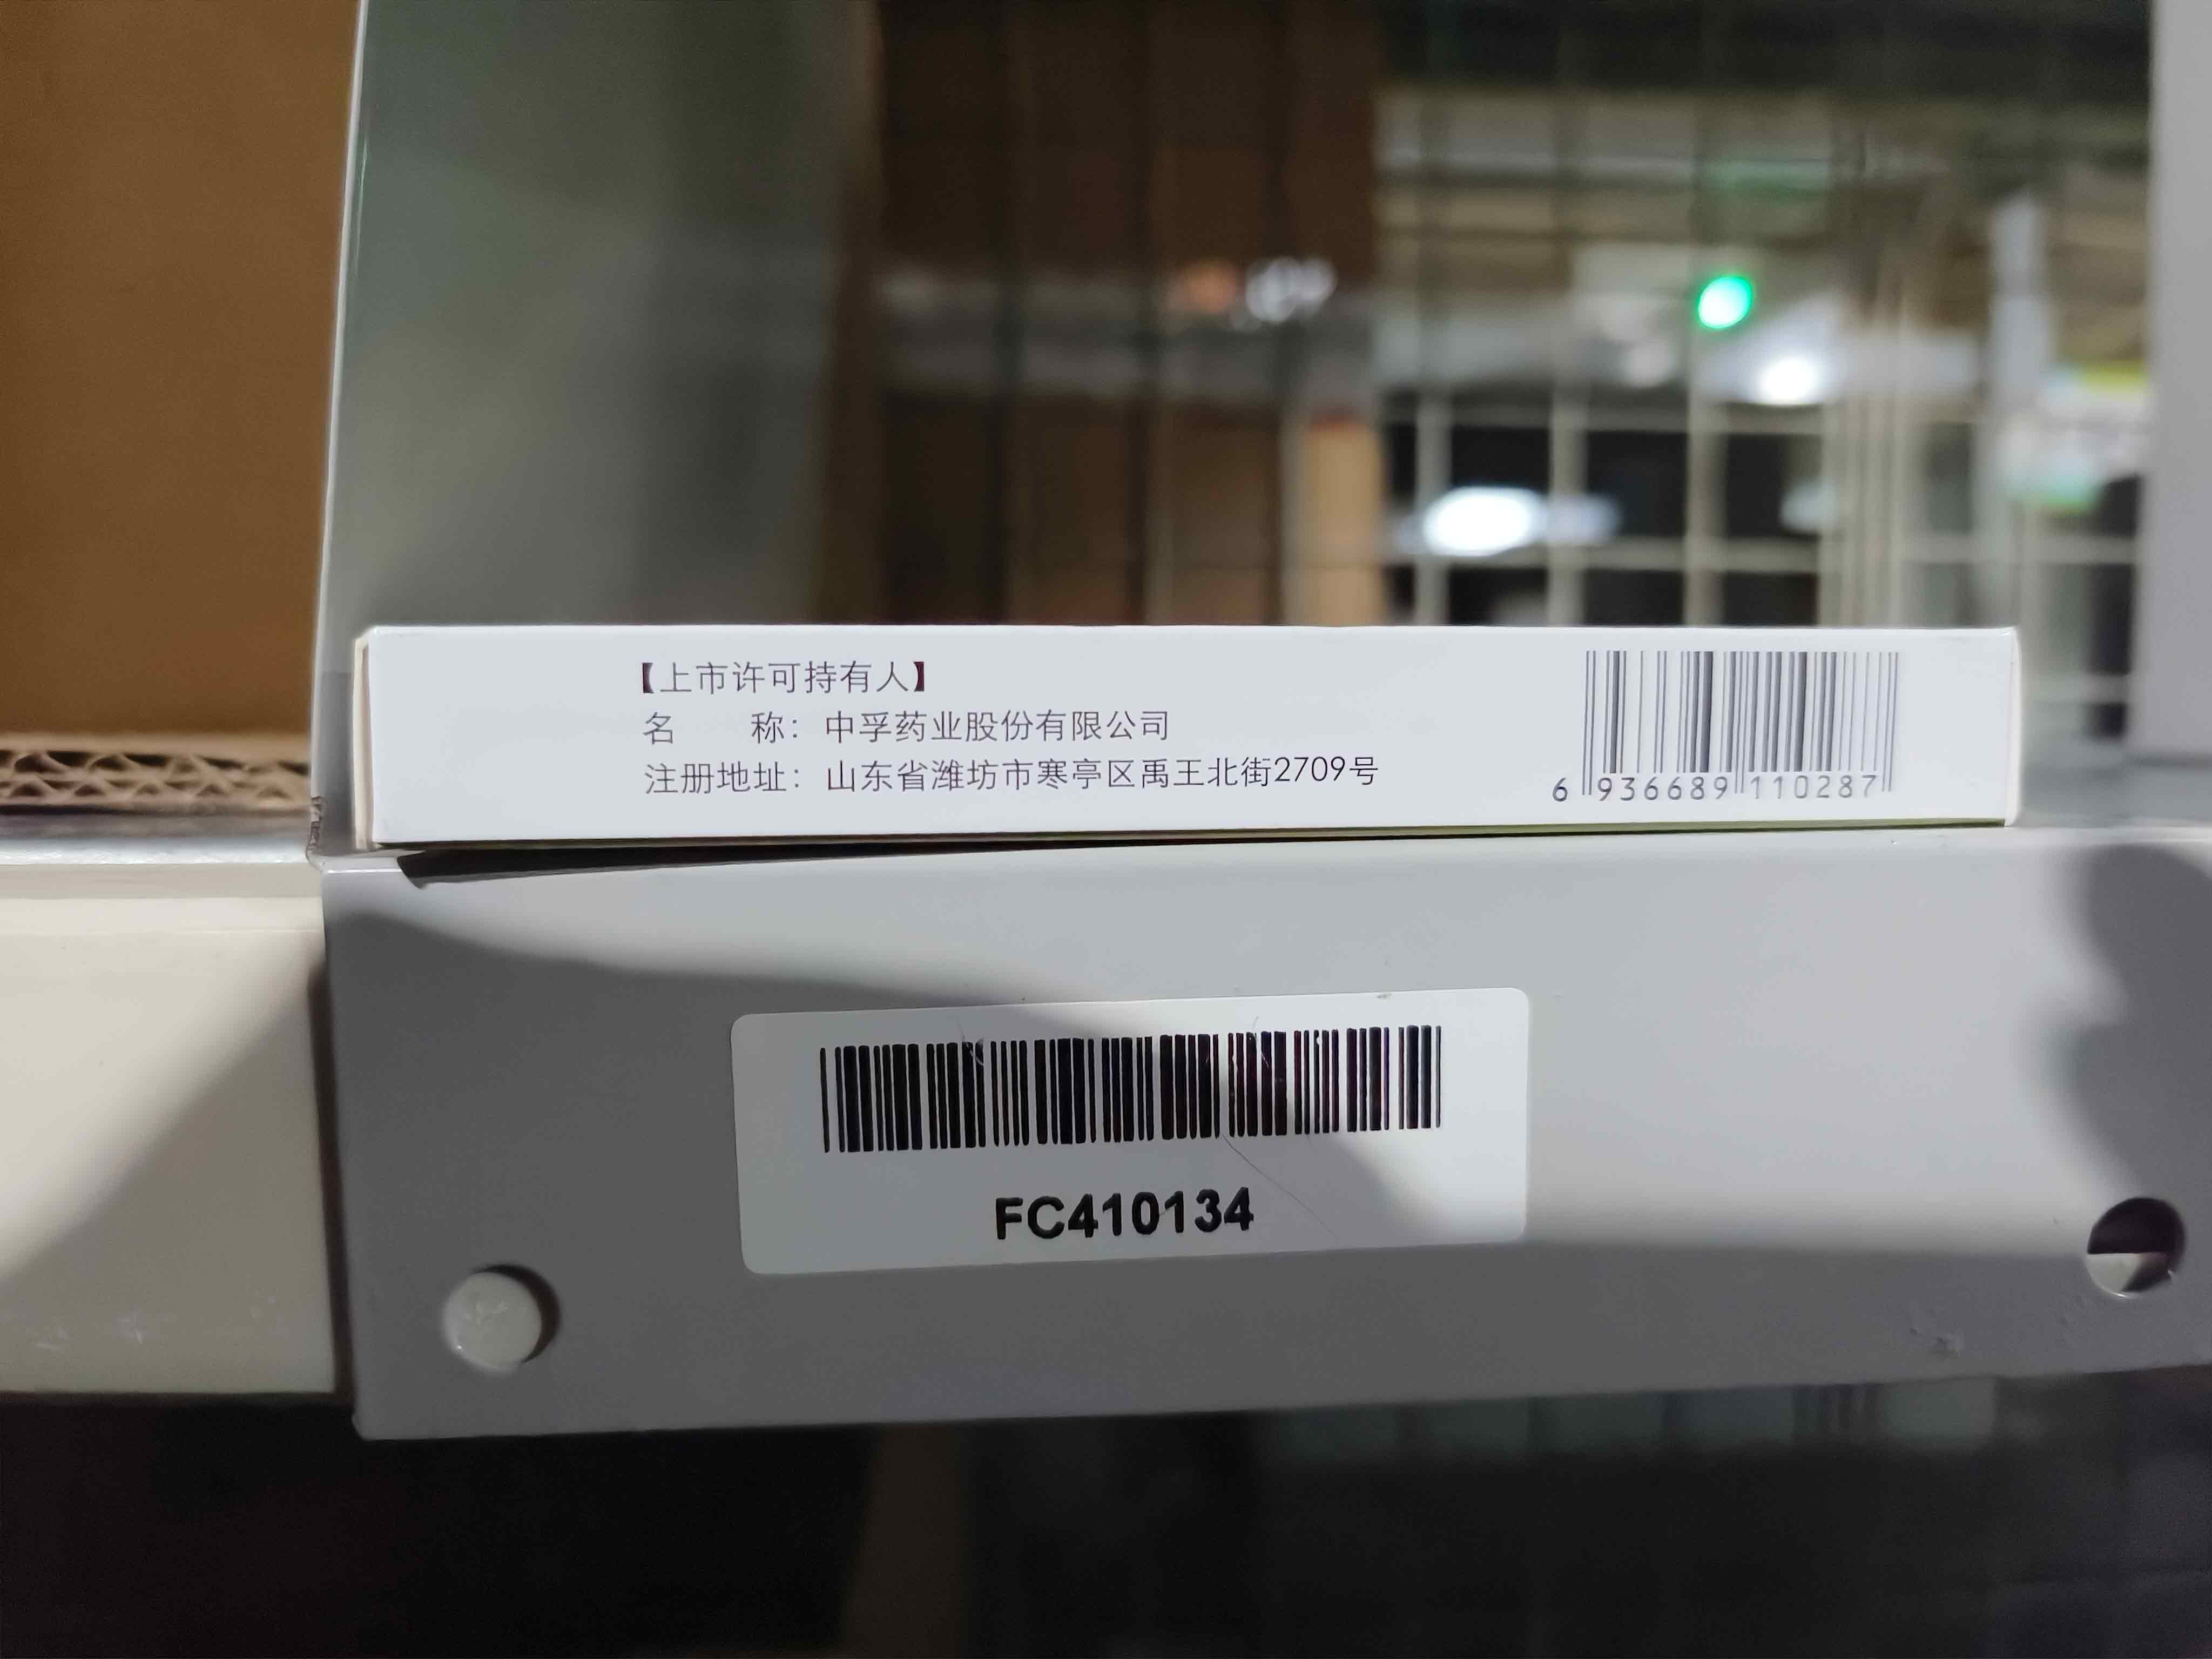 【上市许可持有人】
名　　称：中孚药业股份有限公司
注册地址：山东省潍坊市寒亭区禹王北街2709号
6 936689 110287
FC410134